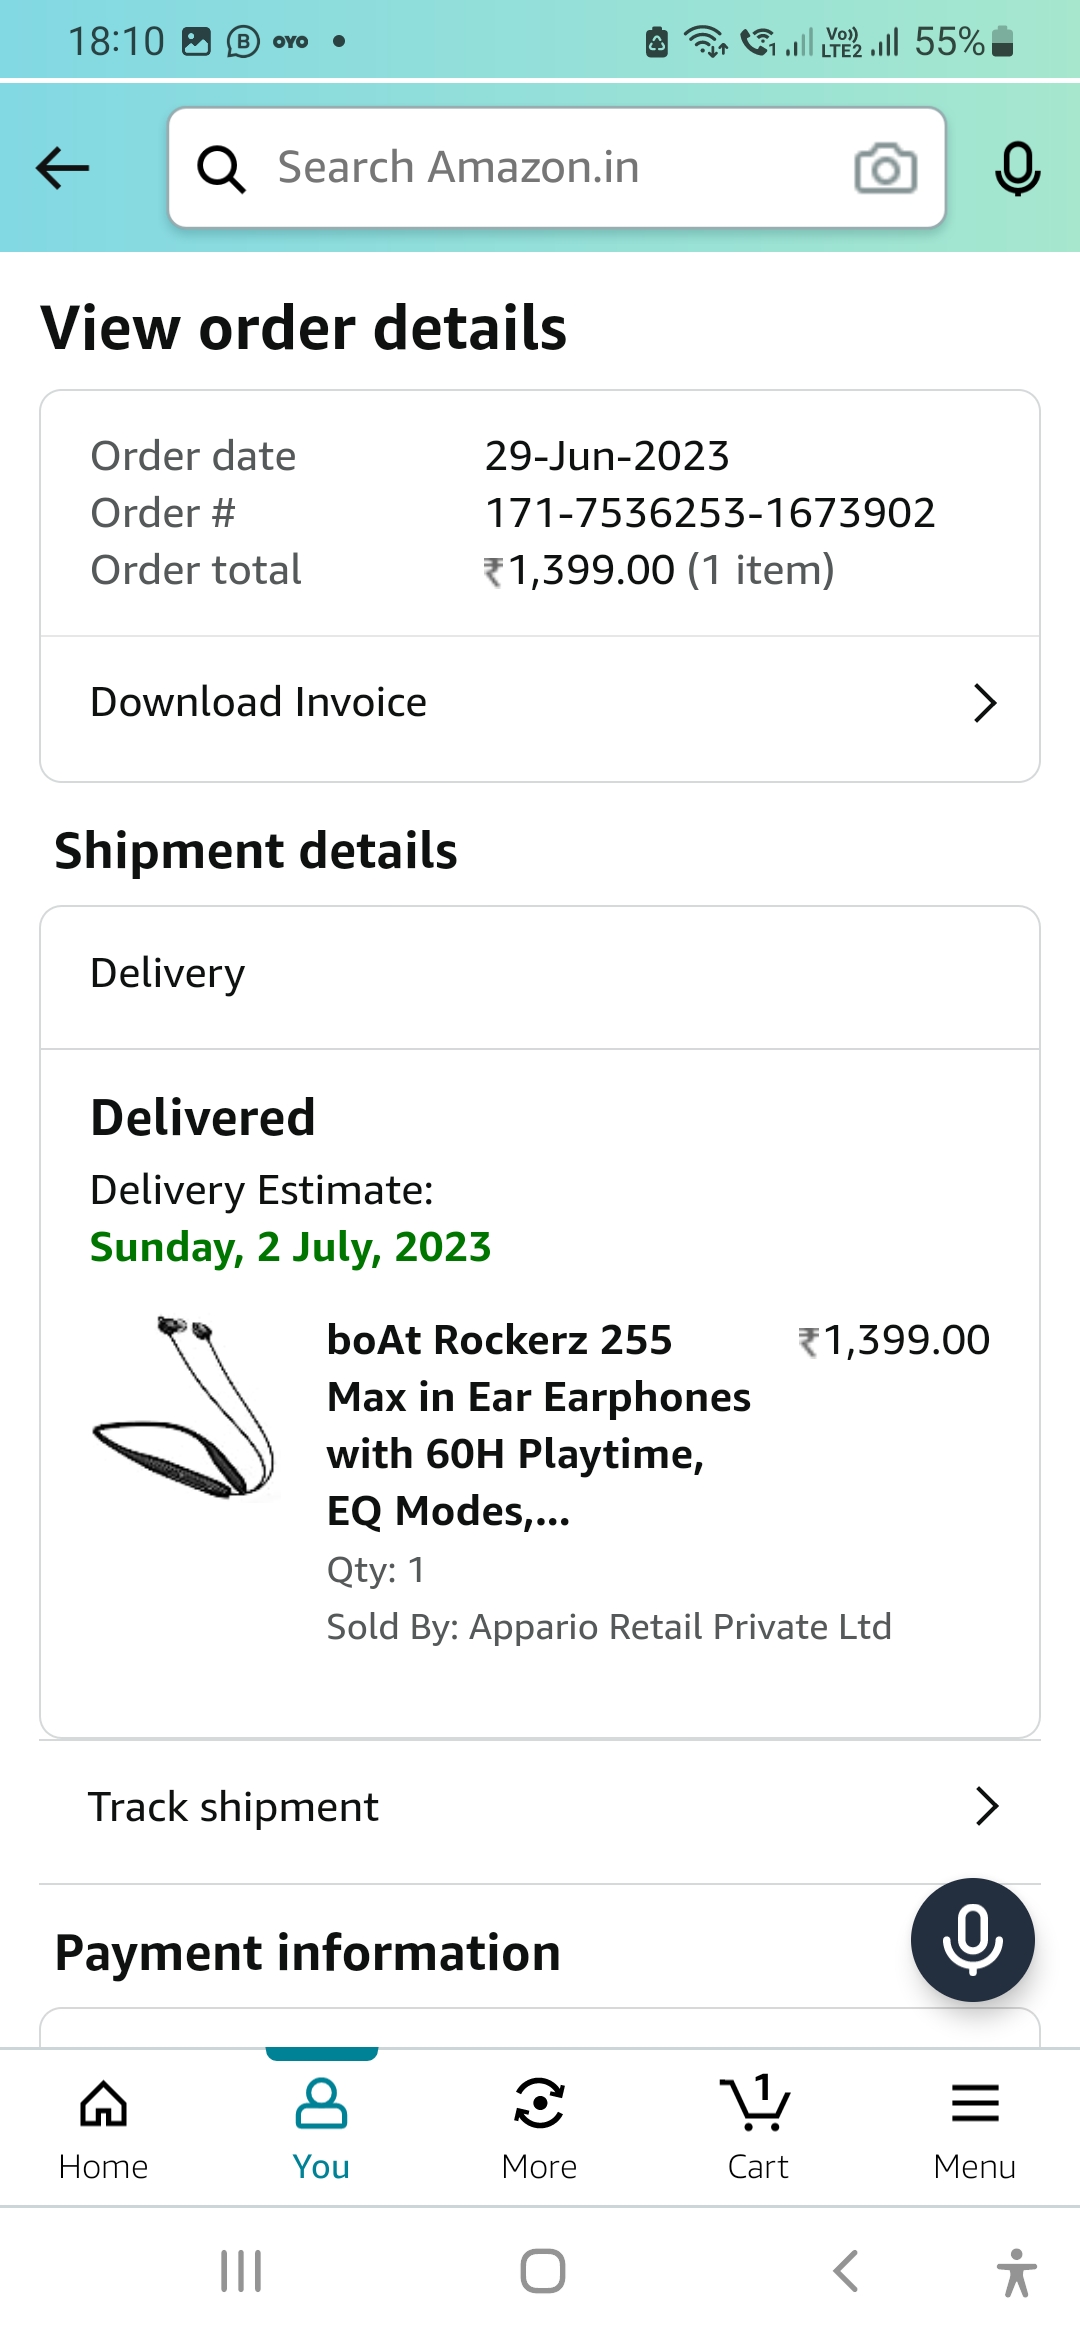 18:10 B OYO 1 Vo)) LTE2 55%
Search Amazon.in
View order details
Order date 29-Jun-2023
Order # 171-7536253-1673902
Order total ₹1,399.00 (1 item)
Download Invoice
Shipment details
Delivery
Delivered
Delivery Estimate:
Sunday, 2 July, 2023
boAt Rockerz 255 ₹1,399.00
Max in Ear Earphones
with 60H Playtime,
EQ Modes,...
Qty: 1
Sold By: Appario Retail Private Ltd
Track shipment
Payment information
1
Home You More Cart Menu